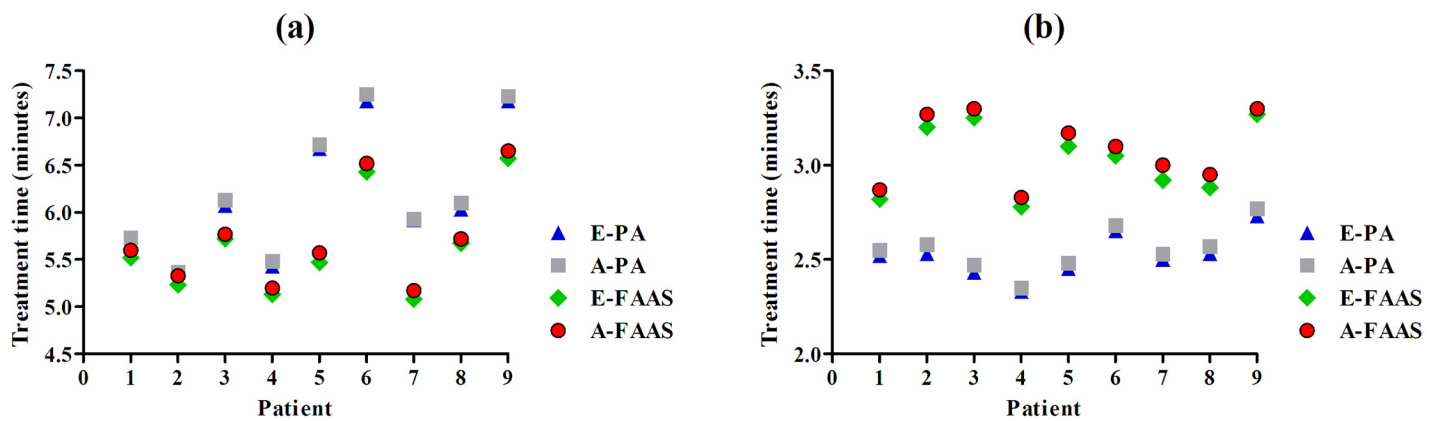 (a)
Treatment time (minutes)
7.5
7.0
6.5
6.0
5.5
5.0
4.5
0 1 2 3 4 5 6 7 8 9
Patient
E-PA
A-PA
E-FAAS
A-FAAS
(b)
Treatment time (minutes)
3.5
3.0
2.5
2.0
0 1 2 3 4 5 6 7 8 9
Patient
E-PA
A-PA
E-FAAS
A-FAAS